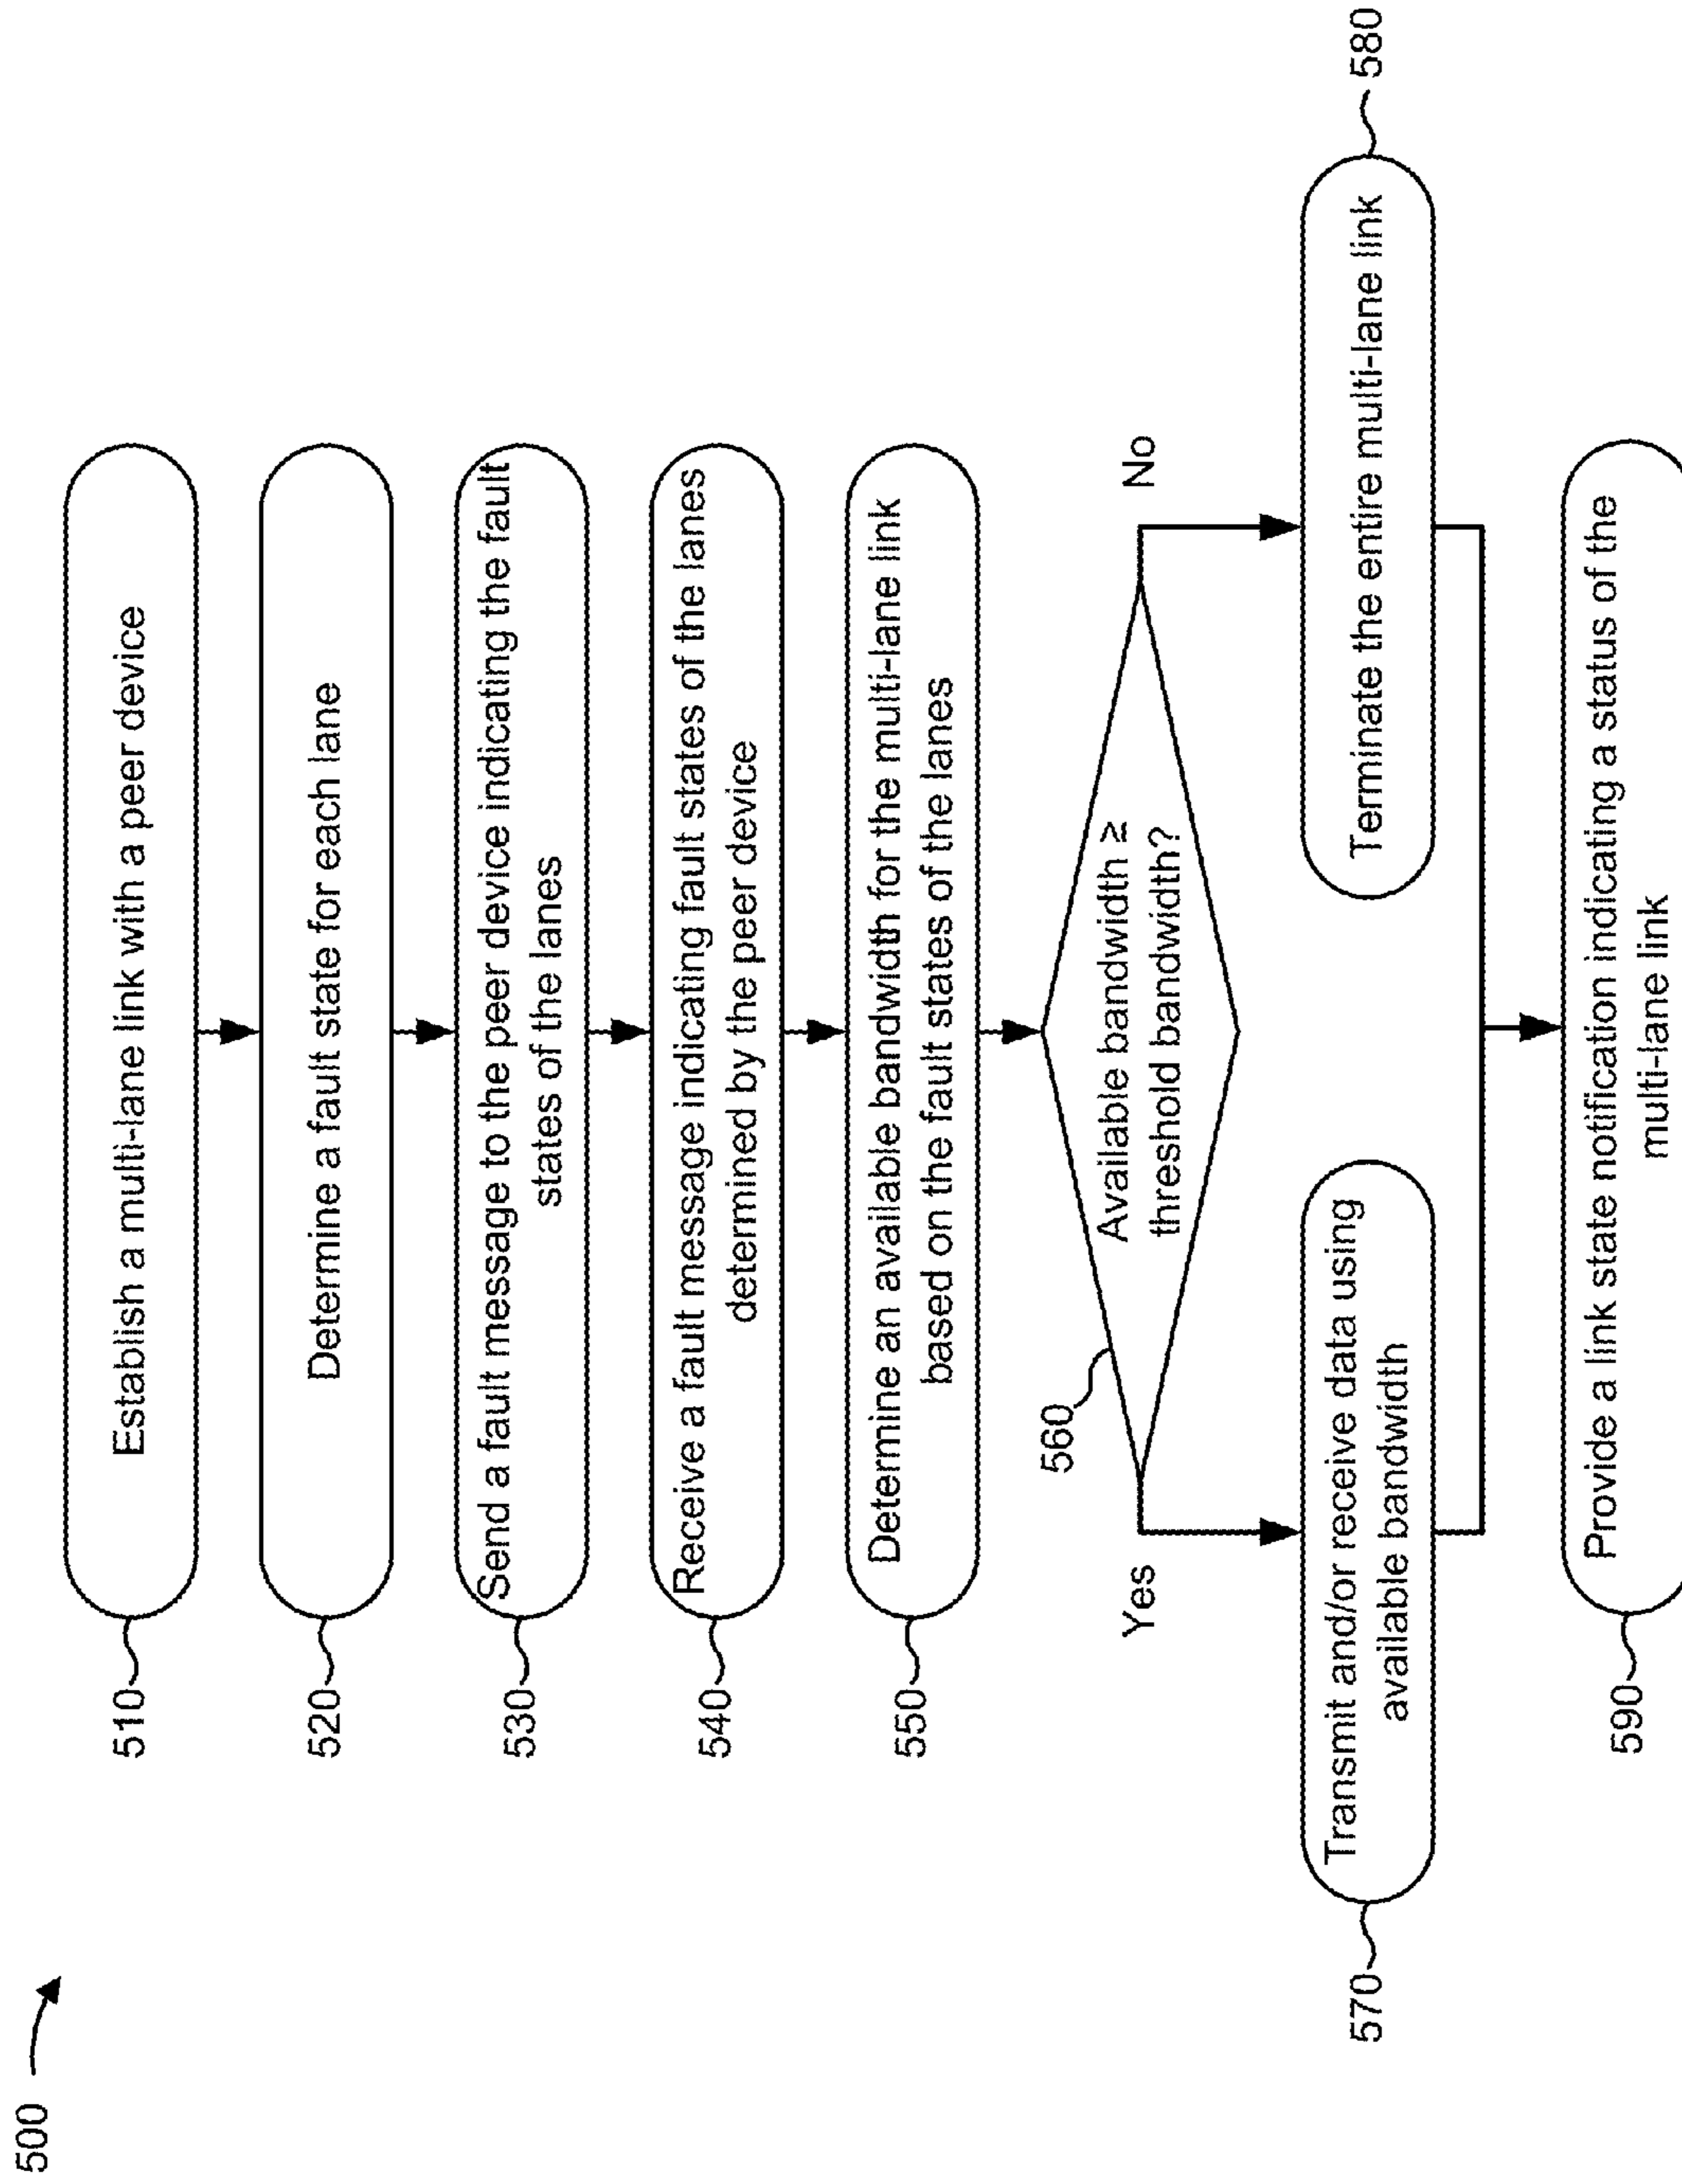 500
510
Establish a multi-lane link with a peer device
520
Determine a fault state for each lane
530
Send a fault message to the peer device indicating the fault
states of the lanes
540
Receive a fault message indicating fault states of the lanes
determined by the peer device
550
Determine an available bandwidth for the multi-lane link
based on the fault states of the lanes
560
Available bandwidth ≥
threshold bandwidth?
Yes
No
570
Transmit and/or receive data using
available bandwidth
Terminate the entire multi-lane link
580
590
Provide a link state notification indicating a status of the
multi-lane link